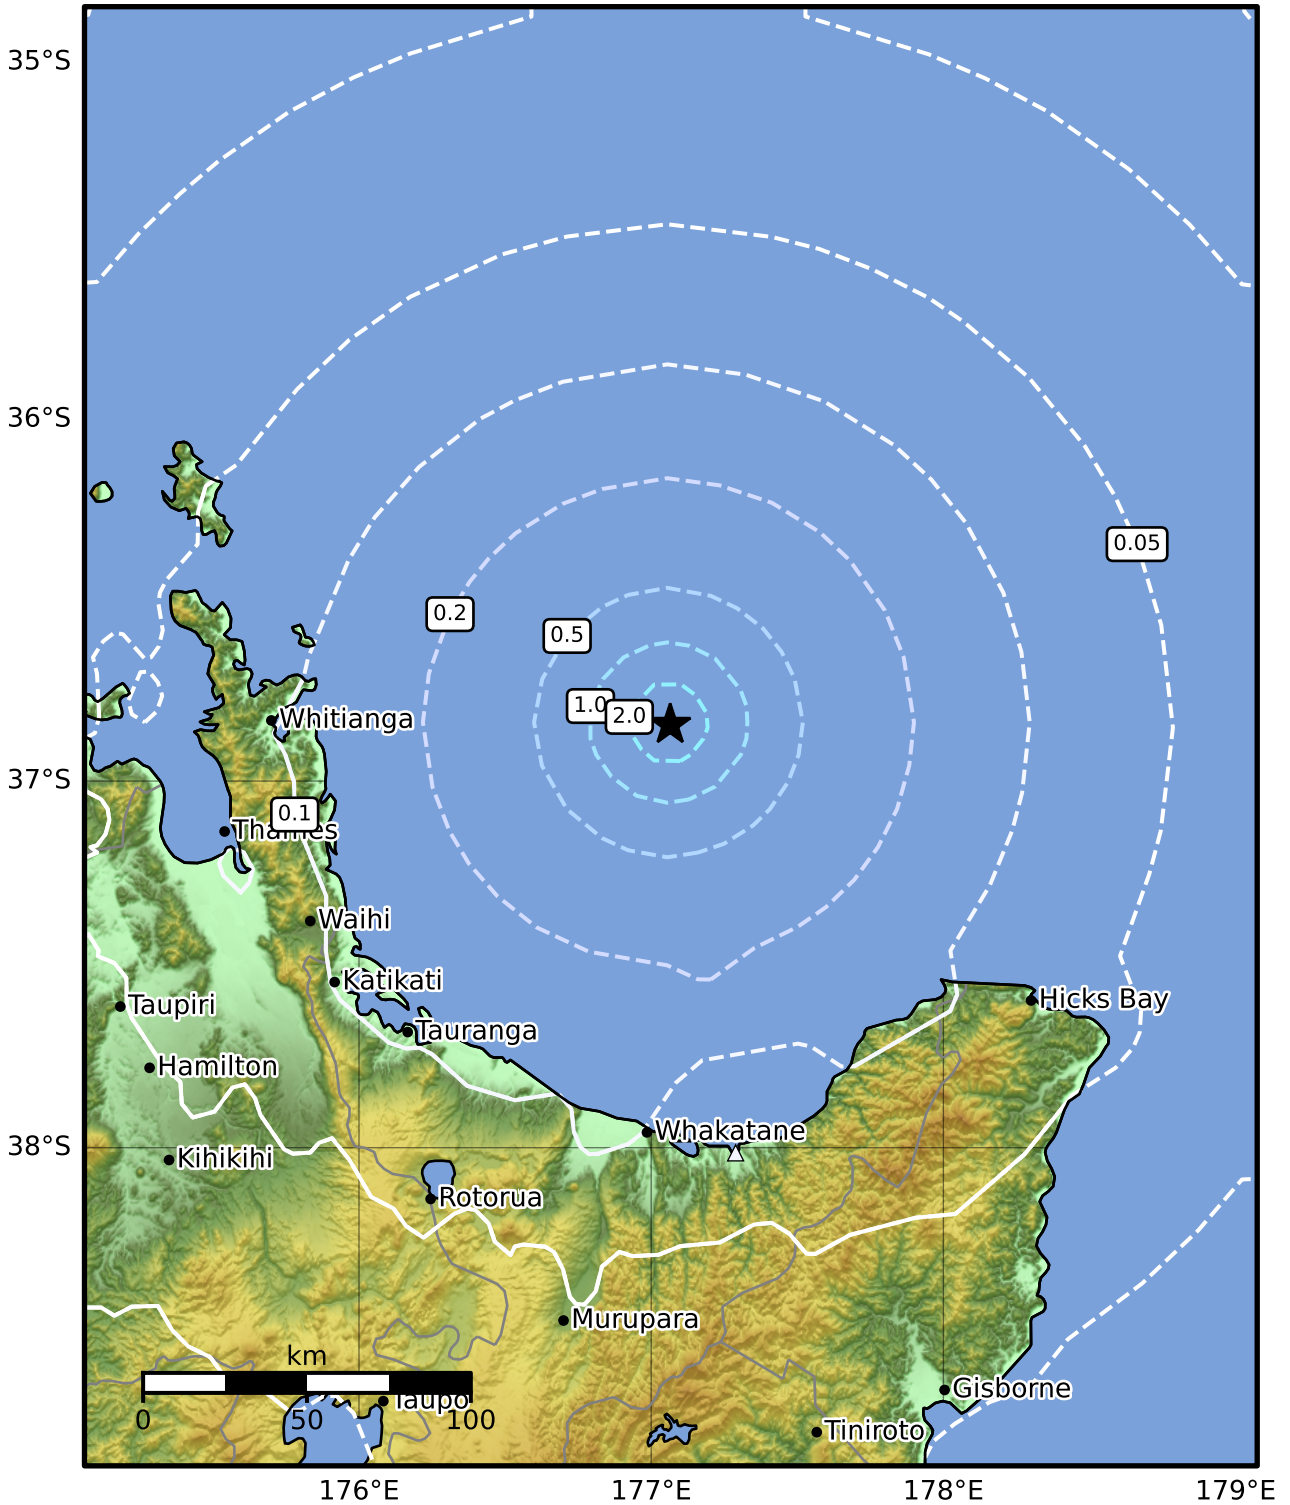 35°S
36°S
0.05
0.2
0.5
1.0
2.0
Whitianga
37°S
0.1
Thames
Waihi
Katikati
Hicks Bay
Taupiri
Tauranga
Hamilton
Whakatane
38°S
Kihikihi
Rotorua
Murupara
km
Gisborne
Taupo
0
50
100
Tiniroto
176°E
177°E
178°E
179°E